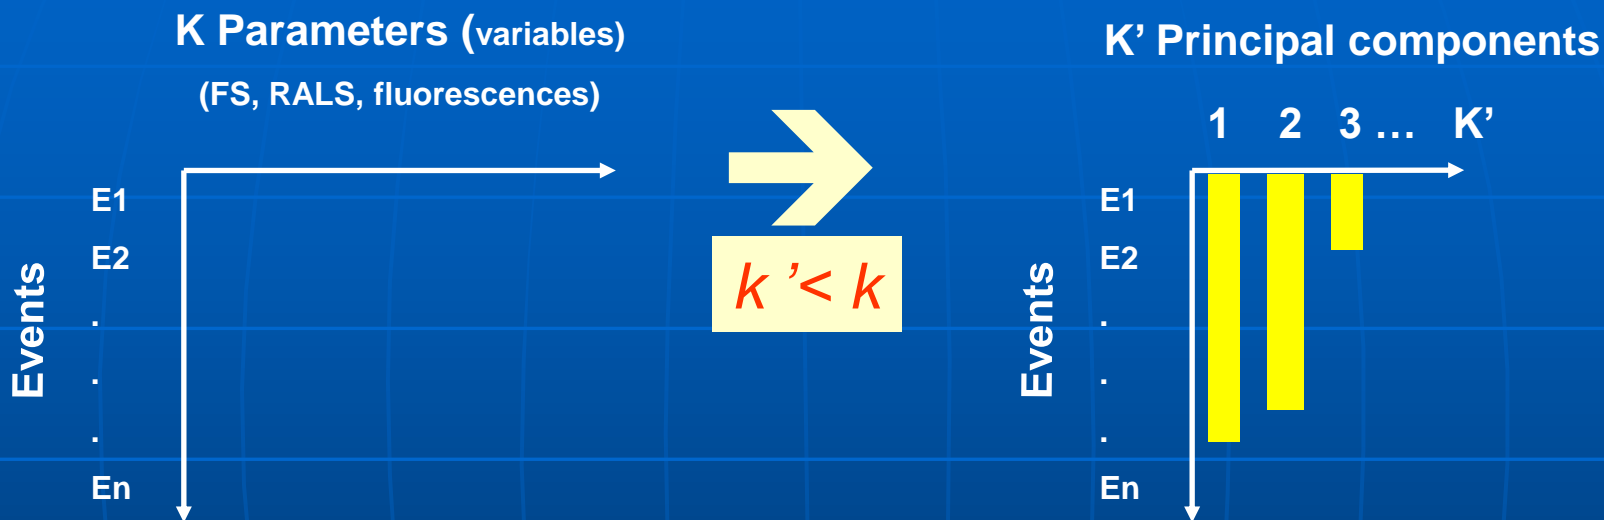 K Parameters (variables)
(FS, RALS, fluorescences)
Events
E1
E2
.
.
.
En
k ’< k
K’ Principal components
1 2 3 … K’
Events
E1
E2
.
.
.
En